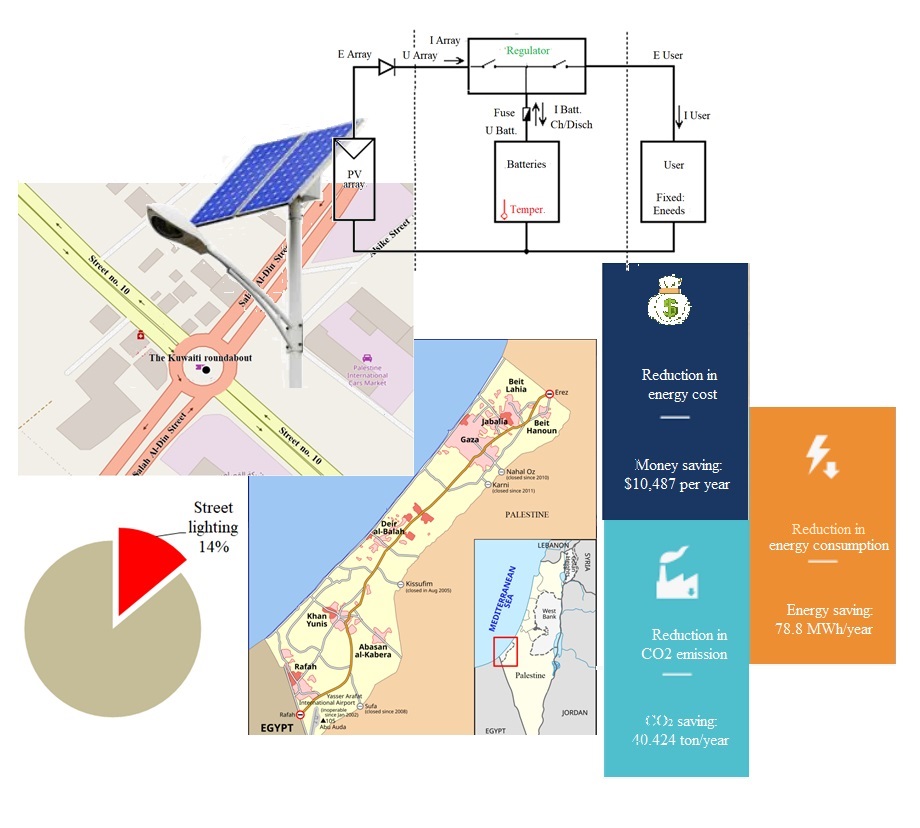 I Array
E Array
U Array
Regulator
E User
Fuse
I Batt.
Ch/Disch
U Batt.
I User
PV
array
Batteries
Temper.
User
Fixed:
Eneeds
Street no. 10
Salah Al-Din Street
The Kuwaiti roundabout
Palestine
International
Cars Market
Street no. 10
Salah Al-Din Street
Reduction in
energy cost
Money saving:
$10,487 per year
Reduction in
energy consumption
Energy saving:
78.8 MWh/year
Reduction in
CO2 emission
CO₂ saving:
40.424 ton/year
Street
lighting
14%
Beit
Lahia
Erez
Jabalia
Beit
Hanoun
Gaza
Nahal Oz
(closed since 2010)
Karni
(closed since 2011)
PALESTINE
Deir
al-Balah
Kissufim
(closed in Aug 2005)
Khan
Yunis
Abasan
al-Kabera
Rafah
Yasser Arafat
International Airport
(inoperable
since Jan 2002)
Sufa
(closed since 2008)
Rafah
105
Abu Auda
EGYPT
LEBANON
SYRIA
MEDITERRANEAN
SEA
West
Bank
Palestine
JORDAN
EGYPT